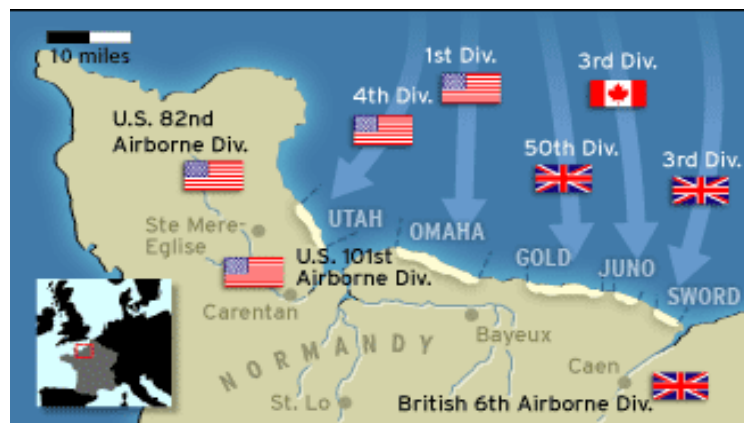 10 miles
1st Div.
3rd Div.
4th Div.
U.S. 82nd
Airborne Div.
50th Div.
3rd Div.
UTAH
OMAHA
Ste Mere-
Eglise
GOLD
JUNO
SWORD
U.S. 101st
Airborne Div.
Carentan
Bayeux
NORMANDY
Caen
St. Lo
British 6th Airborne Div.